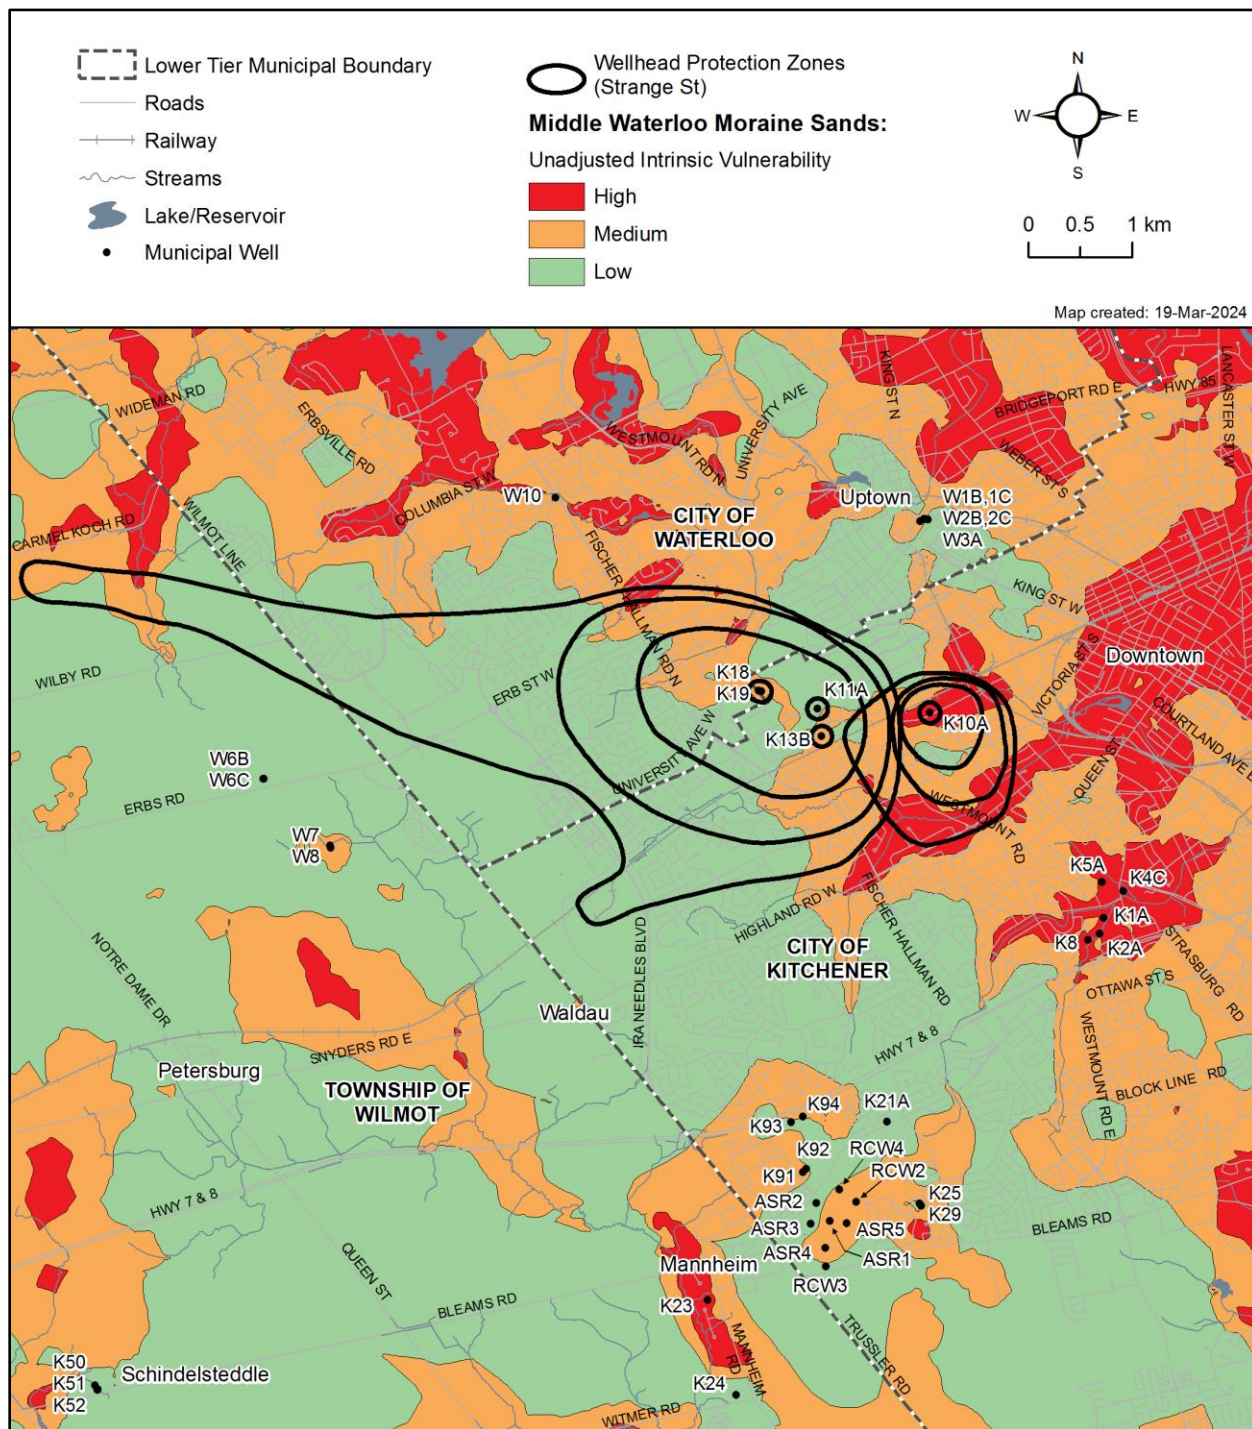 Lower Tier Municipal Boundary
Roads
Railway
Streams
Lake/Reservoir
Municipal Well
Wellhead Protection Zones
(Strange St)
Middle Waterloo Moraine Sands:
Unadjusted Intrinsic Vulnerability
High
Medium
Low
N
W
E
S
0 0.5 1 km
Map created: 19-Mar-2024
WIDEMAN RD
ERBSVILLE RD
COLUMBIA ST W
WESTMOUNT RD N
UNIVERSITY AVE
KING ST N
BRIDGEPORT RD E
HWY 85
LANCASTER ST W
WEBER ST S
CARMEL KOCH RD
WILMOT LINE
W10
CITY OF
WATERLOO
Uptown
W1B,1C
W2B,2C
W3A
FISCHER HALLMAN RD N
KING ST W
VICTORIA ST S
Downtown
WILBY RD
ERB ST W
K18
K19
K11A
K10A
K13B
COURTLAND AVE E
UNIVERSITY AVE W
QUEEN ST
W6B
W6C
ERBS RD
WESTMOUNT RD
W7
W8
K5A
K4C
K1A
K8
K2A
FISCHER HALLMAN RD
HIGHLAND RD W
CITY OF
KITCHENER
STRASBURG RD
OTTAWA ST S
NOTRE DAME DR
IRA NEEDLES BLVD
Waldau
HWY 7 & 8
WESTMOUNT RD E
SNYDERS RD E
Petersburg
TOWNSHIP OF
WILMOT
BLOCK LINE RD
K94
K21A
K93
RCW4
K92
RCW2
K91
HWY 7 & 8
ASR2
K25
K29
ASR3
ASR5
BLEAMS RD
ASR4
ASR1
RCW3
QUEEN ST
Mannheim
K23
BLEAMS RD
MANNHEIM RD
TRUSSLER RD
K50
K51
K52
Schindelsteddle
K24
WITMER RD